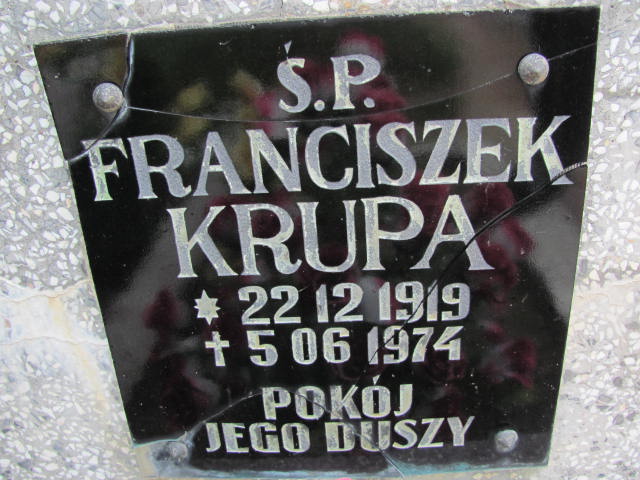 Ś.P.
FRANCISZEK
KRUPA
* 22 12 1919
† 5 06 1974
POKÓJ
JEGO DUSZY